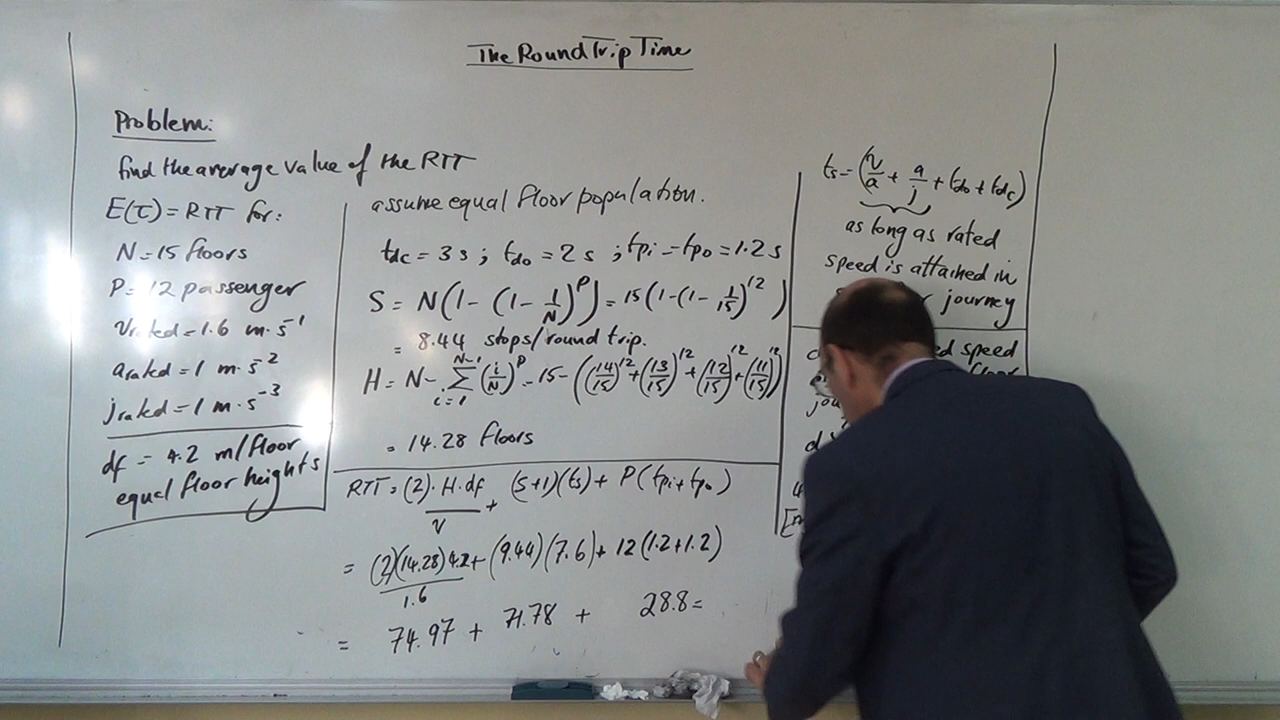 The Round Trip Time
Problem:
find the average value of the RTT
E(τ) = RTT for:
N = 15 floors
P = 12 passenger
Vrated = 1.6 m·s⁻¹
arated = 1 m·s⁻²
jrated = 1 m·s⁻³
df = 4.2 m/floor
equal floor heights
assume equal floor population.
tdc = 3 s ; tdo = 2 s ; tpi = tpo = 1.2 s
S = N(1 - (1 - 1/N)^P) = 15(1-(1 - 1/15)^12)
= 8.44 stops/round trip.
H = N - Σ_{i=1}^{N-1} (i/N)^P = 15 - ((14/15)^12 + (13/15)^12 + (12/15)^12 + (11/15)^12)
= 14.28 floors
RTT = (2)·H·df/v + (S+1)(ts) + P(tpi + tpo)
= (2)(14.28)4.2/1.6 + (9.44)(7.6) + 12(1.2+1.2)
= 74.97 + 71.78 + 28.8 =
ts = (v/a + a/j + tdo + tdc)
as long as rated
speed is attained in
journey
speed
floor